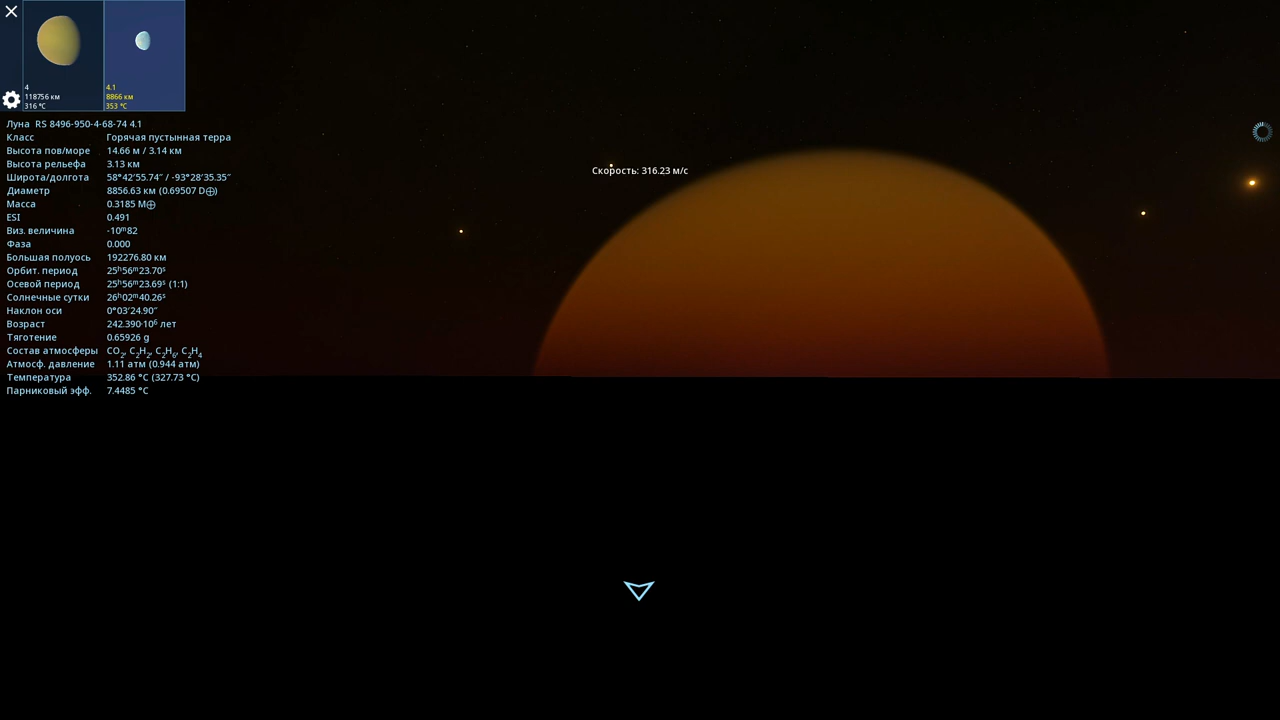 4
118756 км
316 °C
4.1
8866 км
353 °C
Луна RS 8496-950-4-68-74 4.1
Класс Горячая пустынная терра
Высота пов/море 14.66 м / 3.14 км
Высота рельефа 3.13 км
Широта/долгота 58°42′55.74″ / -93°28′35.35″
Диаметр 8856.63 км (0.69507 D⊕)
Масса 0.3185 M⊕
ESI 0.491
Виз. величина -10ᵐ82
Фаза 0.000
Большая полуось 192276.80 км
Орбит. период 25ʰ56ᵐ23.70ˢ
Осевой период 25ʰ56ᵐ23.69ˢ (1:1)
Солнечные сутки 26ʰ02ᵐ40.26ˢ
Наклон оси 0°03′24.90″
Возраст 242.390·10⁶ лет
Тяготение 0.65926 g
Состав атмосферы CO₂, C₂H₂, C₂H₆, C₂H₄
Атмосф. давление 1.11 атм (0.944 атм)
Температура 352.86 °C (327.73 °C)
Парниковый эфф. 7.4485 °C
Скорость: 316.23 м/с